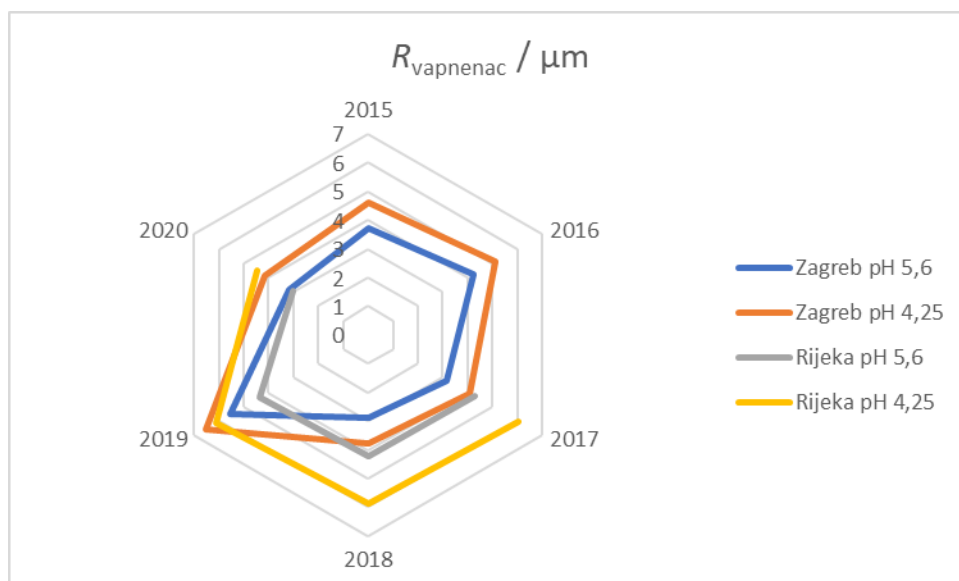 R vapnenac / µm
2015
7
6
5
4
3
2
1
0
2016
2017
2018
2019
2020
Zagreb pH 5,6
Zagreb pH 4,25
Rijeka pH 5,6
Rijeka pH 4,25